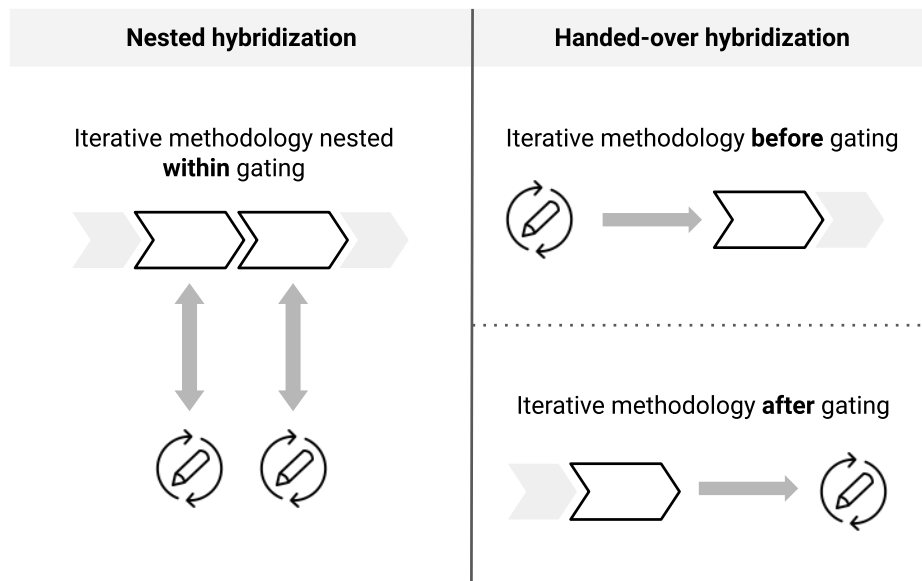 Nested hybridization
Iterative methodology nested
within gating
Handed-over hybridization
Iterative methodology before gating
Iterative methodology after gating